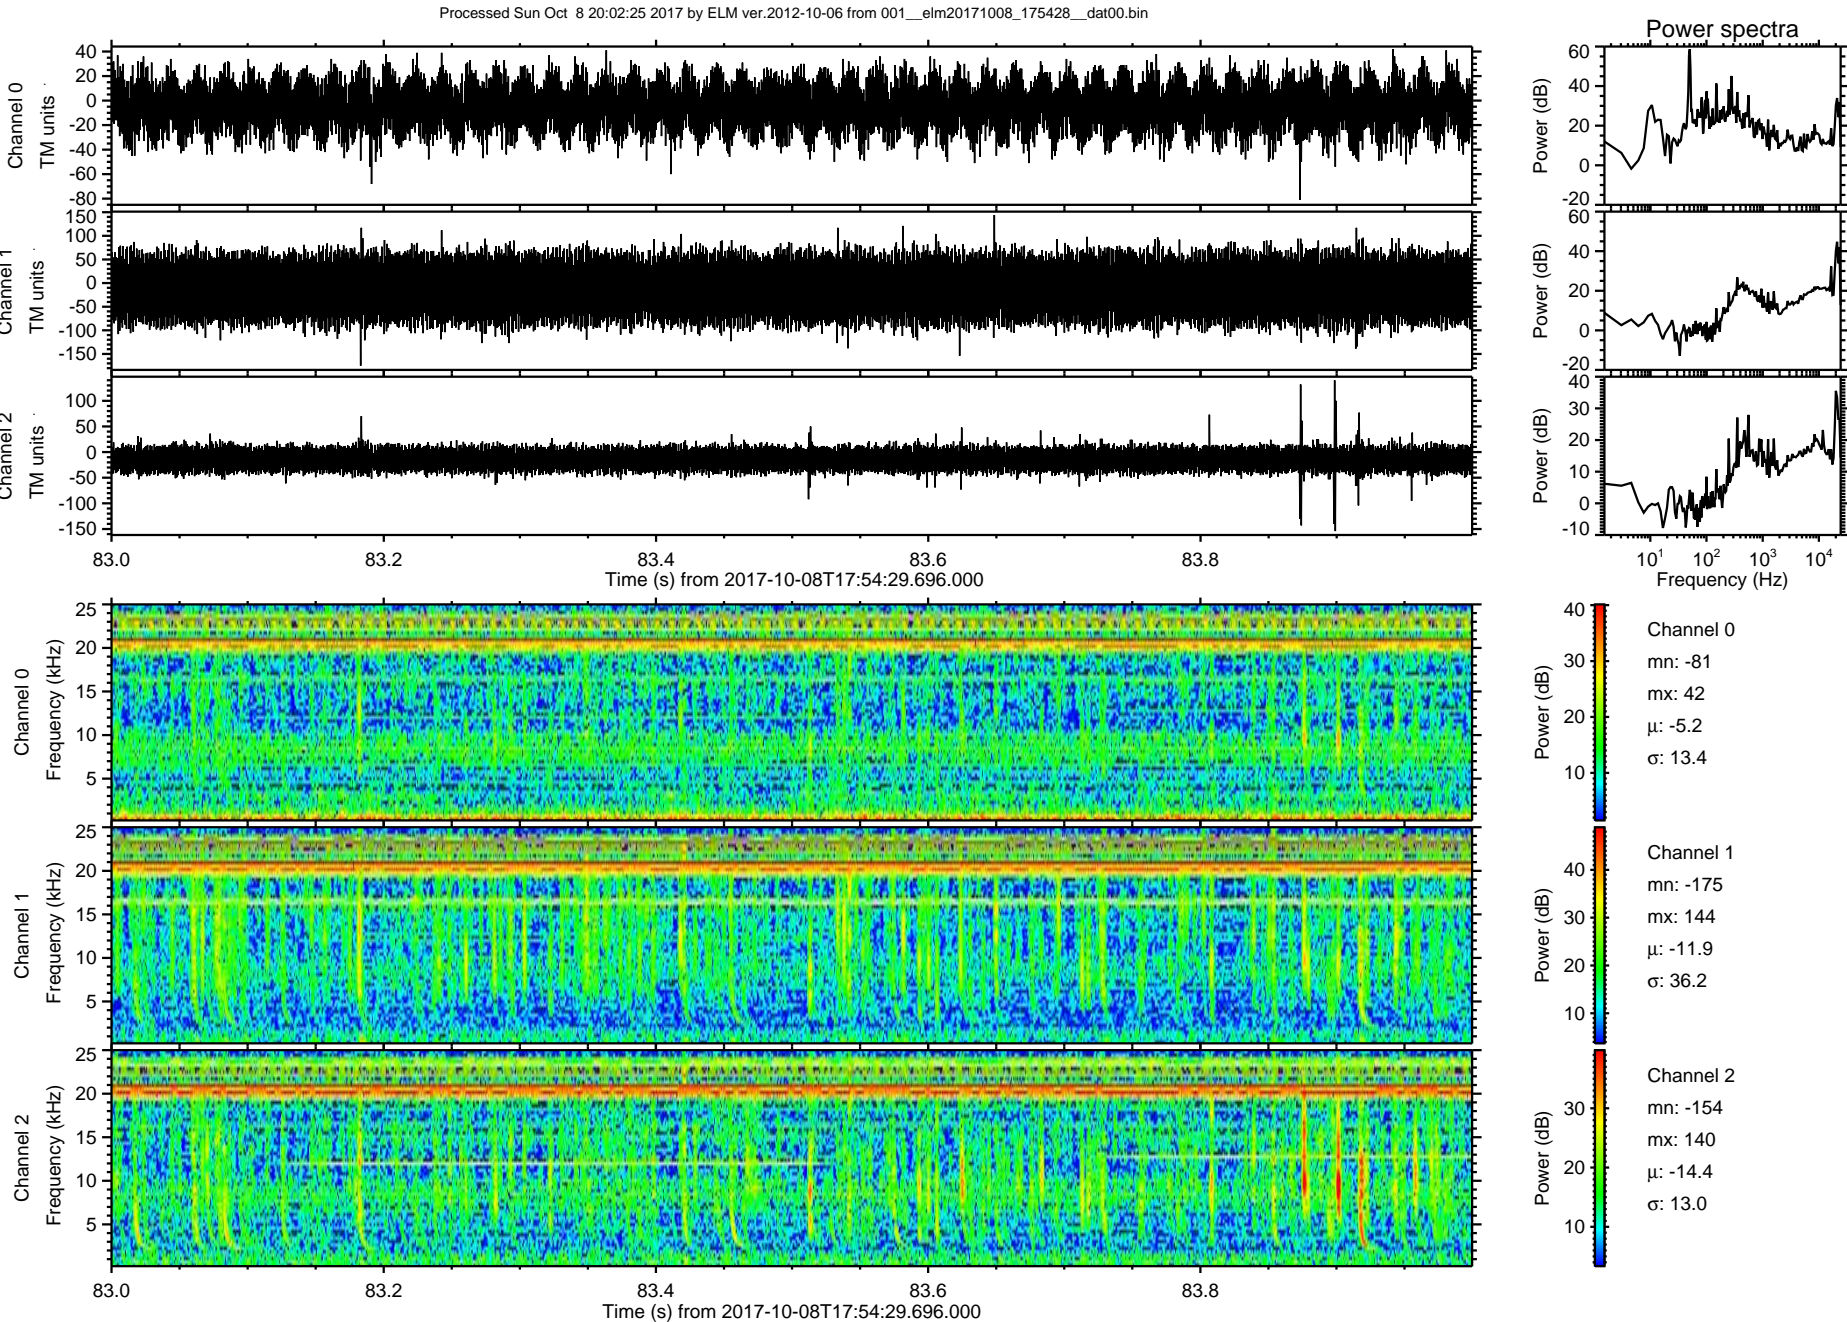 Processed Sun Oct  8 20:02:25 2017 by ELM ver.2012-10-06 from 001__elm20171008_175428__dat00.bin
Power spectra
Channel 0
TM units
40
20
0
-20
-40
-60
-80
Power (dB)
60
40
20
0
-20
Channel 1
TM units
150
100
50
0
-50
-100
-150
Power (dB)
60
40
20
0
-20
Channel 2
TM units
100
50
0
-50
-100
-150
Power (dB)
40
30
20
10
0
-10
83.0 83.2 83.4 83.6 83.8
Time (s) from 2017-10-08T17:54:29.696.000
10^1 10^2 10^3 10^4
Frequency (Hz)
Channel 0
Frequency (kHz)
25
20
15
10
5
Power (dB)
40
30
20
10
Channel 0
mn: -81
mx: 42
µ: -5.2
σ: 13.4
Channel 1
Frequency (kHz)
25
20
15
10
5
Power (dB)
40
30
20
10
Channel 1
mn: -175
mx: 144
µ: -11.9
σ: 36.2
Channel 2
Frequency (kHz)
25
20
15
10
5
Power (dB)
30
20
10
Channel 2
mn: -154
mx: 140
µ: -14.4
σ: 13.0
83.0 83.2 83.4 83.6 83.8
Time (s) from 2017-10-08T17:54:29.696.000